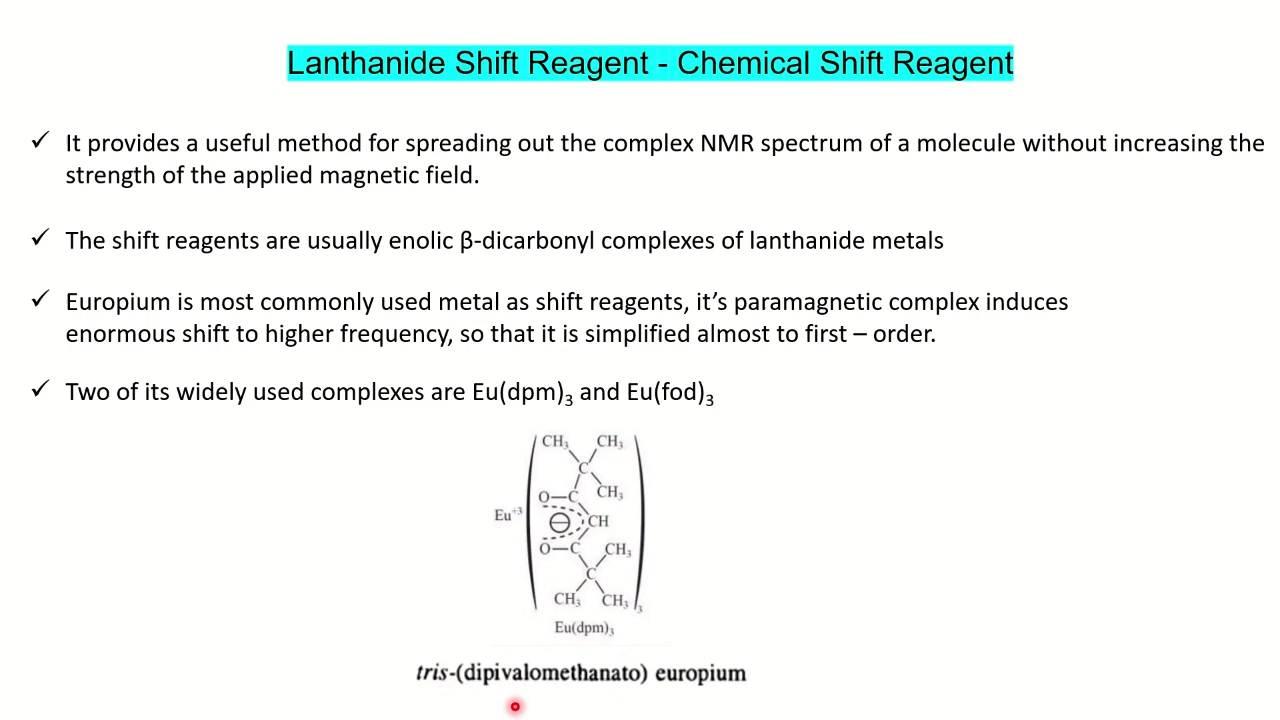 Lanthanide Shift Reagent - Chemical Shift Reagent
✓ It provides a useful method for spreading out the complex NMR spectrum of a molecule without increasing the
strength of the applied magnetic field.
✓ The shift reagents are usually enolic β-dicarbonyl complexes of lanthanide metals
✓ Europium is most commonly used metal as shift reagents, it’s paramagnetic complex induces
enormous shift to higher frequency, so that it is simplified almost to first – order.
✓ Two of its widely used complexes are Eu(dpm)₃ and Eu(fod)₃
CH₃ CH₃
C
O—C CH₃
Eu⁺³ ⊖ CH
O—C CH₃
C
CH₃ CH₃ ₃
Eu(dpm)₃
tris-(dipivalomethanato) europium